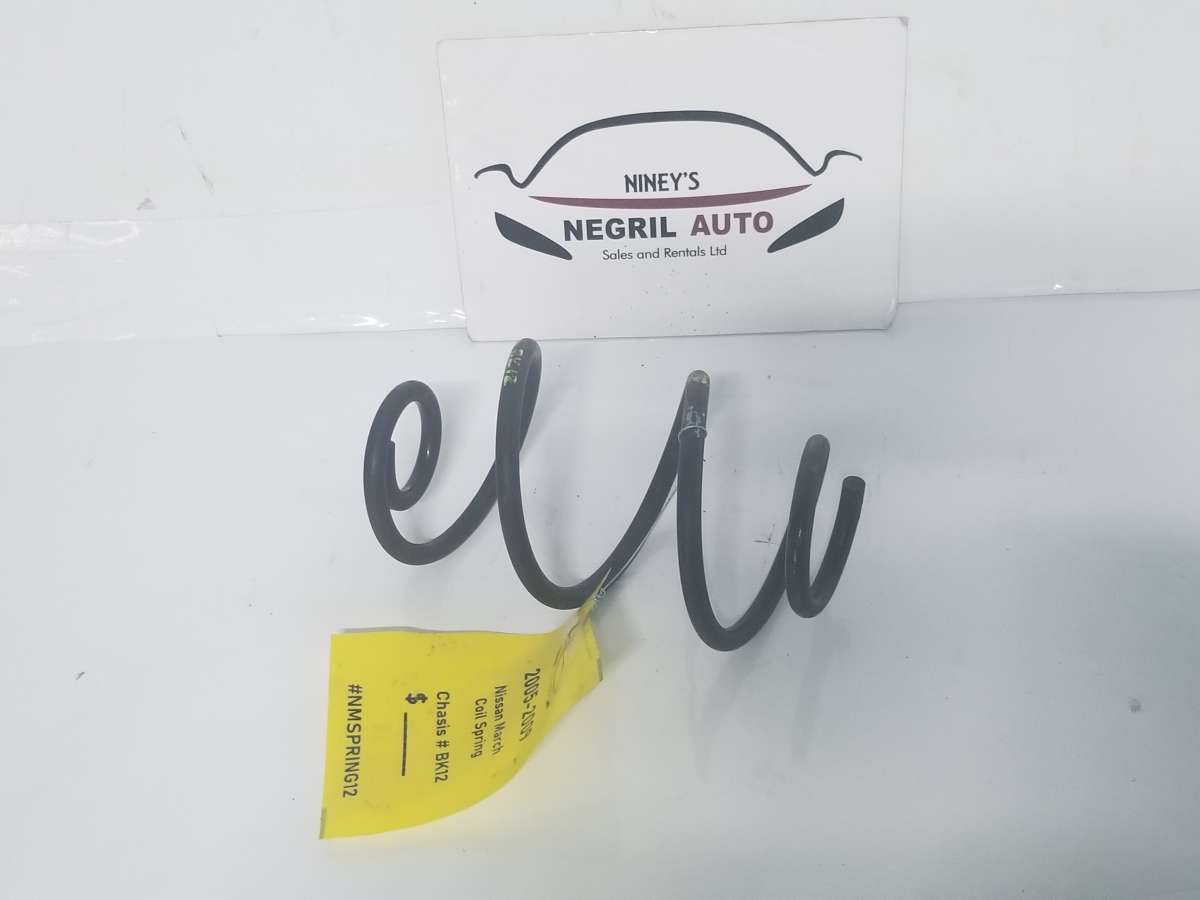 NINEY'S
NEGRIL AUTO
Sales and Rentals Ltd
2005-2009
Nissan March
Coil Spring
Chasis # BK12
$
#NMSPRING12